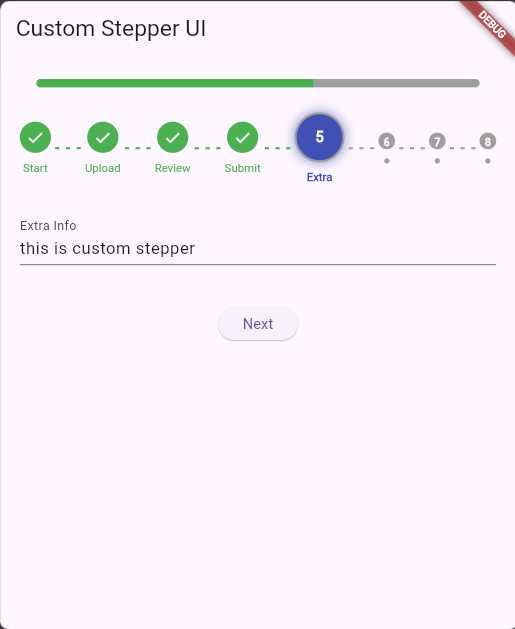 Custom Stepper UI
DEBUG
5
6
7
8
Start
Upload
Review
Submit
Extra
Extra Info
this is custom stepper
Next